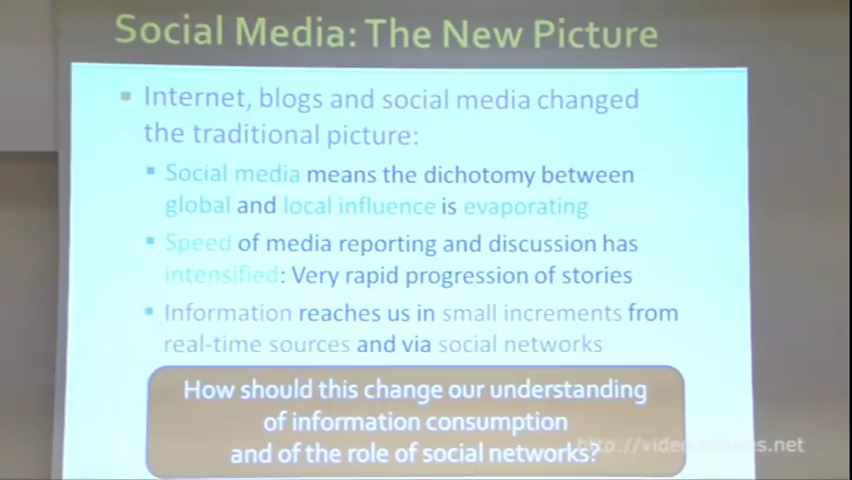 Social Media: The New Picture
Internet, blogs and social media changed
the traditional picture:
Social media means the dichotomy between
global and local influence is evaporating
Speed of media reporting and discussion has
intensified: Very rapid progression of stories
Information reaches us in small increments from
real-time sources and via social networks
How should this change our understanding
of information consumption
and of the role of social networks?
http://videolectures.net